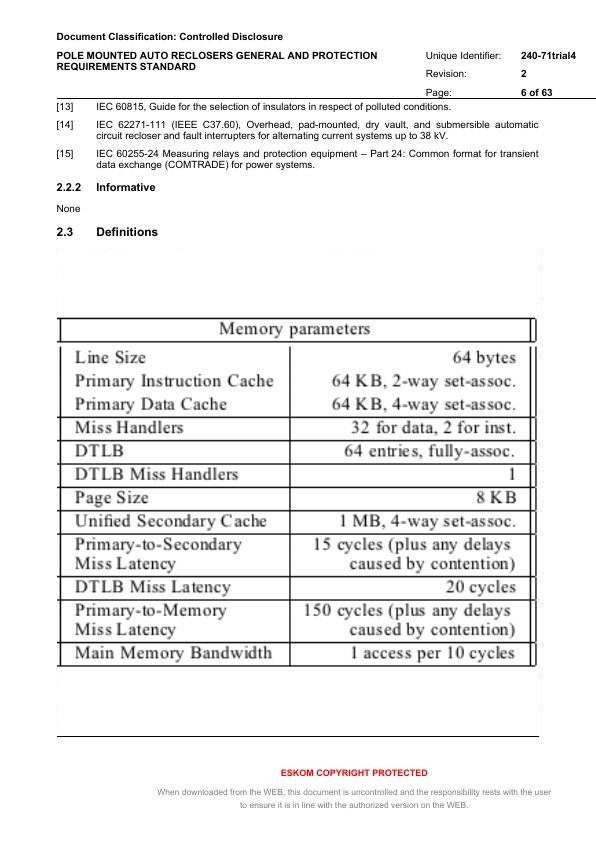 Document Classification: Controlled Disclosure
POLE MOUNTED AUTO RECLOSERS GENERAL AND PROTECTION
REQUIREMENTS STANDARD
Unique Identifier: 240-71trial4
Revision: 2
Page: 6 of 63
[13] IEC 60815, Guide for the selection of insulators in respect of polluted conditions.
[14] IEC 62271-111 (IEEE C37.60), Overhead, pad-mounted, dry vault, and submersible automatic
circuit recloser and fault interrupters for alternating current systems up to 38 kV.
[15] IEC 60255-24 Measuring relays and protection equipment – Part 24: Common format for transient
data exchange (COMTRADE) for power systems.
2.2.2 Informative
None
2.3 Definitions
Memory parameters
Line Size 64 bytes
Primary Instruction Cache 64 KB, 2-way set-assoc.
Primary Data Cache 64 KB, 4-way set-assoc.
Miss Handlers 32 for data, 2 for inst.
DTLB 64 entries, fully-assoc.
DTLB Miss Handlers 1
Page Size 8 KB
Unified Secondary Cache 1 MB, 4-way set-assoc.
Primary-to-Secondary 15 cycles (plus any delays
Miss Latency caused by contention)
DTLB Miss Latency 20 cycles
Primary-to-Memory 150 cycles (plus any delays
Miss Latency caused by contention)
Main Memory Bandwidth 1 access per 10 cycles
ESKOM COPYRIGHT PROTECTED
When downloaded from the WEB, this document is uncontrolled and the responsibility rests with the user
to ensure it is in line with the authorized version on the WEB.